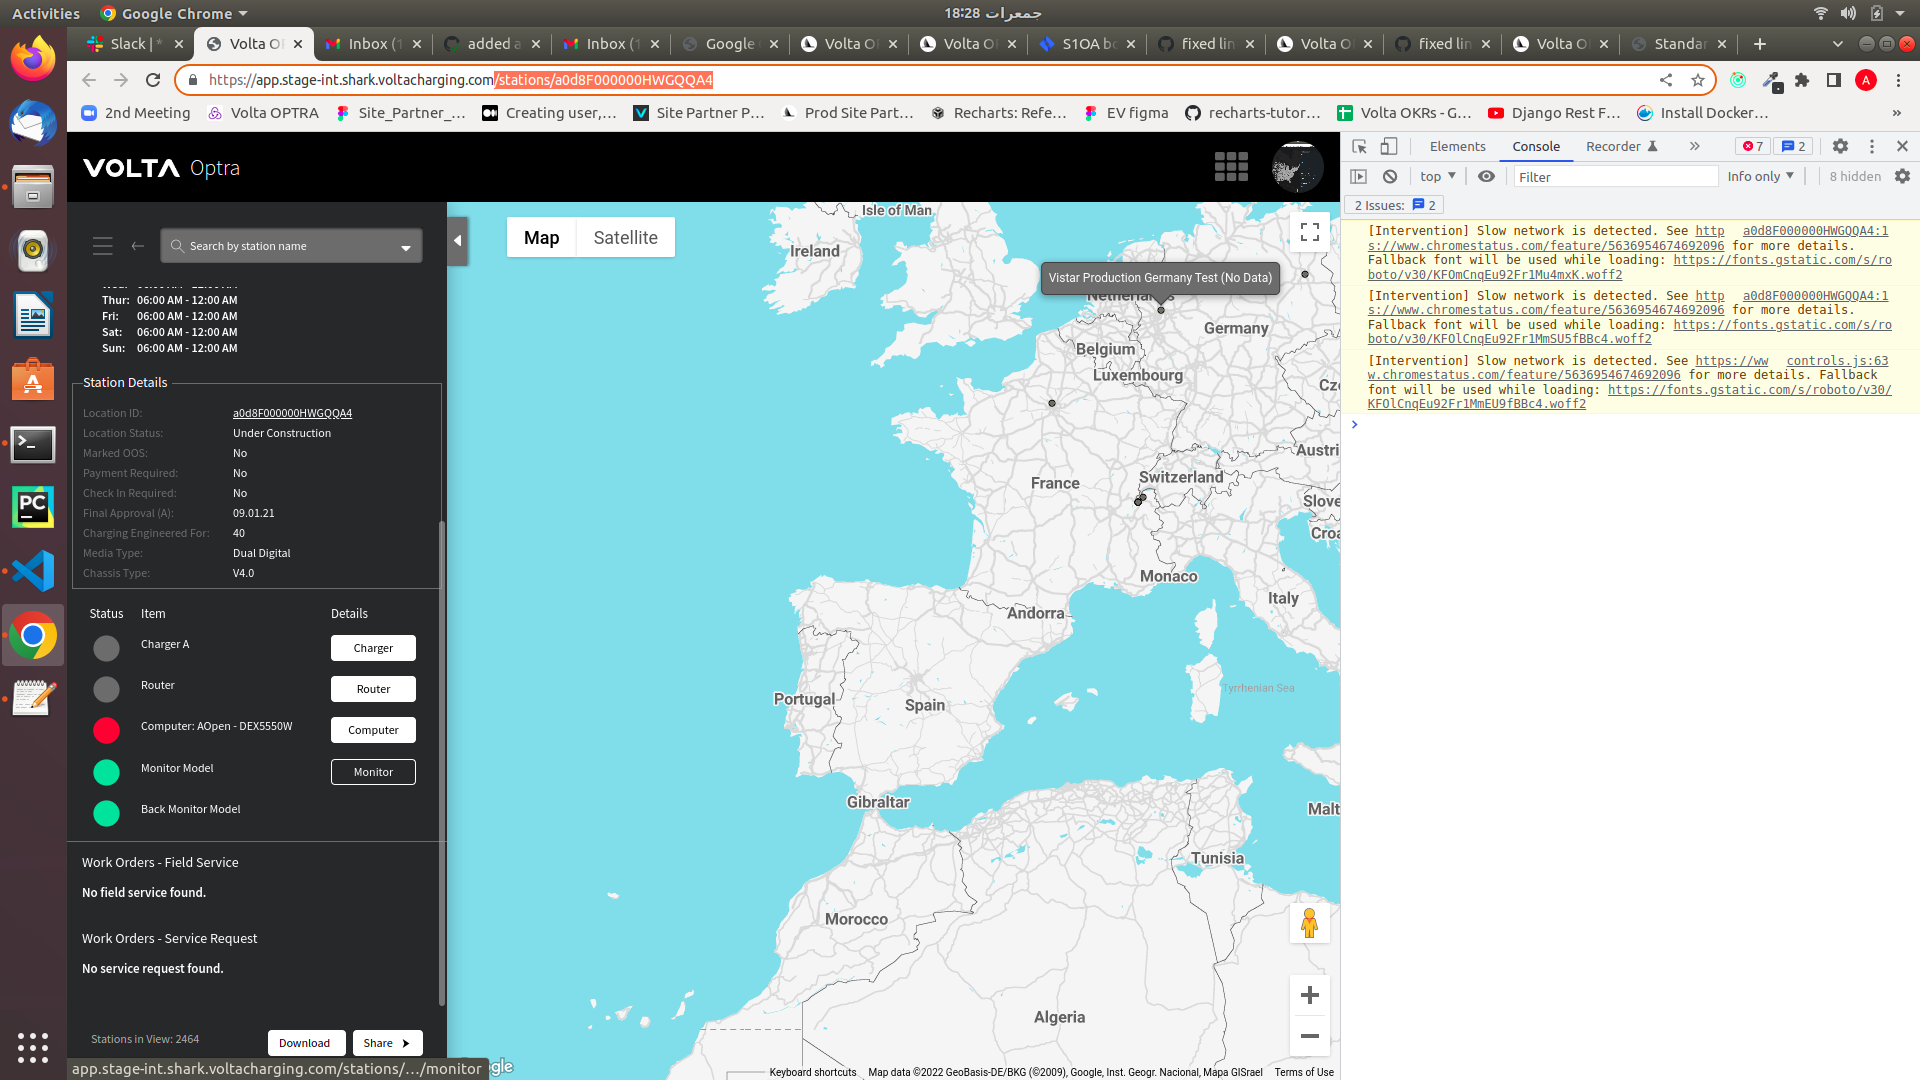 Activities
Google Chrome
18:28 جمعرات
Slack | *
Volta O
Inbox (1
added a
Inbox (1
Google
Volta O
Volta O
S1OA bo
fixed lin
Volta O
fixed lin
Volta O
Standar
https://app.stage-int.shark.voltacharging.com/stations/a0d8F000000HWGQQA4
A
2nd Meeting
Volta OPTRA
Site_Partner_...
Creating user,...
Site Partner P...
Prod Site Part...
Recharts: Refe...
EV figma
recharts-tutor...
Volta OKRs - G...
Django Rest F...
Install Docker...
»
VOLTA Optra
Search by station name
Thur: 06:00 AM - 12:00 AM
Fri: 06:00 AM - 12:00 AM
Sat: 06:00 AM - 12:00 AM
Sun: 06:00 AM - 12:00 AM
Station Details
Location ID: a0d8F000000HWGQQA4
Location Status: Under Construction
Marked OOS: No
Payment Required: No
Check In Required: No
Final Approval (A): 09.01.21
Charging Engineered For: 40
Media Type: Dual Digital
Chassis Type: V4.0
Status Item Details
Charger A Charger
Router Router
Computer: AOpen - DEX5550W Computer
Monitor Model Monitor
Back Monitor Model
Work Orders - Field Service
No field service found.
Work Orders - Service Request
No service request found.
Stations in View: 2464
Download
Share
app.stage-int.shark.voltacharging.com/stations/…/monitor
Map
Satellite
Isle of Man
Ireland
Vistar Production Germany Test (No Data)
Netherlands
Germany
Belgium
Luxembourg
Cze
France
Switzerland
Austri
Slove
Croa
Monaco
Italy
Andorra
Portugal
Spain
Tyrrhenian Sea
Gibraltar
Malt
Tunisia
Morocco
Algeria
Keyboard shortcuts
Map data ©2022 GeoBasis-DE/BKG (©2009), Google, Inst. Geogr. Nacional, Mapa GISrael
Terms of Use
Elements
Console
Recorder
»
7
2
top
Filter
Info only
8 hidden
2 Issues: 2
[Intervention] Slow network is detected. See http a0d8F000000HWGQQA4:1
s://www.chromestatus.com/feature/5636954674692096 for more details.
Fallback font will be used while loading: https://fonts.gstatic.com/s/ro
boto/v30/KFOmCnqEu92Fr1Mu4mxK.woff2
[Intervention] Slow network is detected. See http a0d8F000000HWGQQA4:1
s://www.chromestatus.com/feature/5636954674692096 for more details.
Fallback font will be used while loading: https://fonts.gstatic.com/s/ro
boto/v30/KFOlCnqEu92Fr1MmSU5fBBc4.woff2
[Intervention] Slow network is detected. See https://ww controls.js:63
w.chromestatus.com/feature/5636954674692096 for more details. Fallback
font will be used while loading: https://fonts.gstatic.com/s/roboto/v30/
KFOlCnqEu92Fr1MmEU9fBBc4.woff2